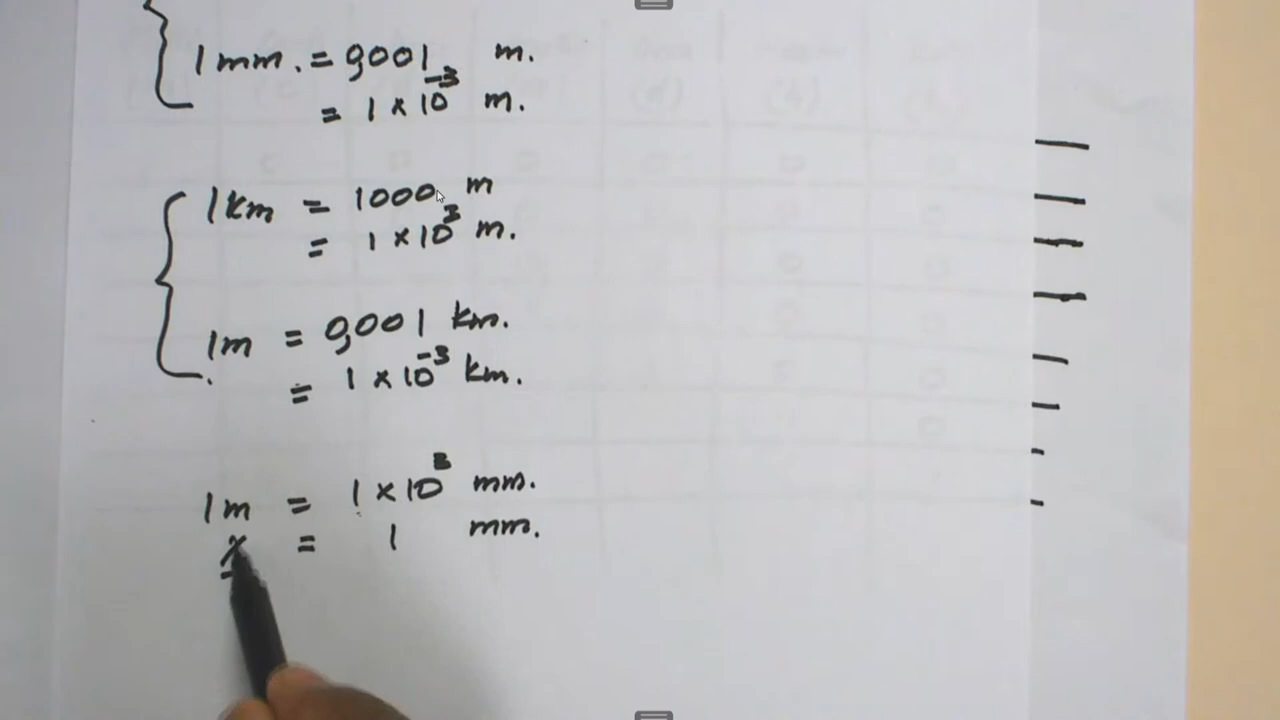 1 mm. = 0,001 m.
= 1 × 10⁻³ m.
1 km = 1000 m
= 1 × 10³ m.
1 m = 0,001 km.
= 1 × 10⁻³ km.
1 m = 1 × 10³ mm.
x = 1 mm.